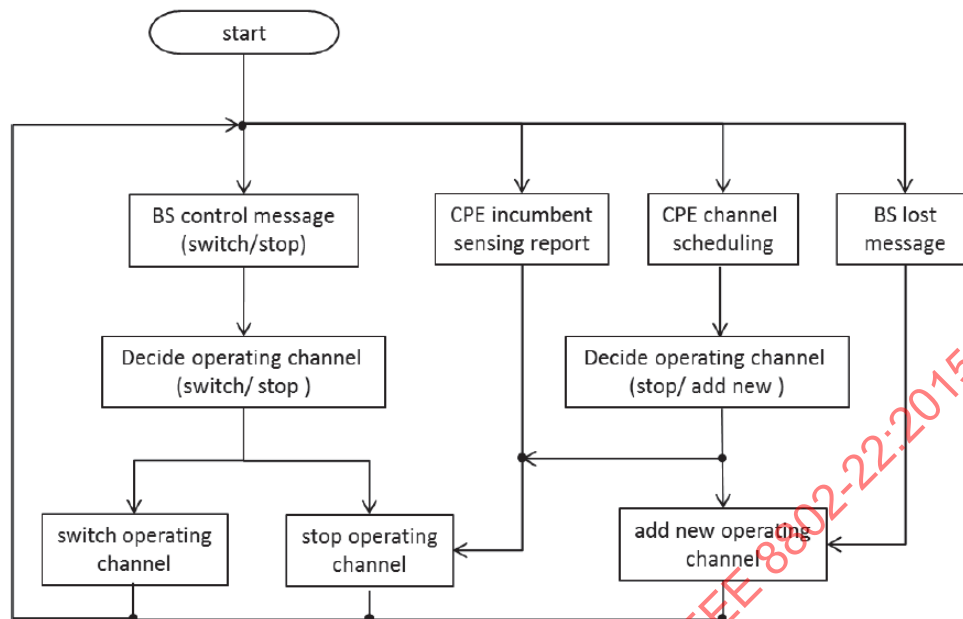 start
BS control message
(switch/stop)
CPE incumbent
sensing report
CPE channel
scheduling
BS lost
message
Decide operating channel
(switch/ stop )
Decide operating channel
(stop/ add new )
switch operating
channel
stop operating
channel
add new operating
channel
EEE 8802-22:2015